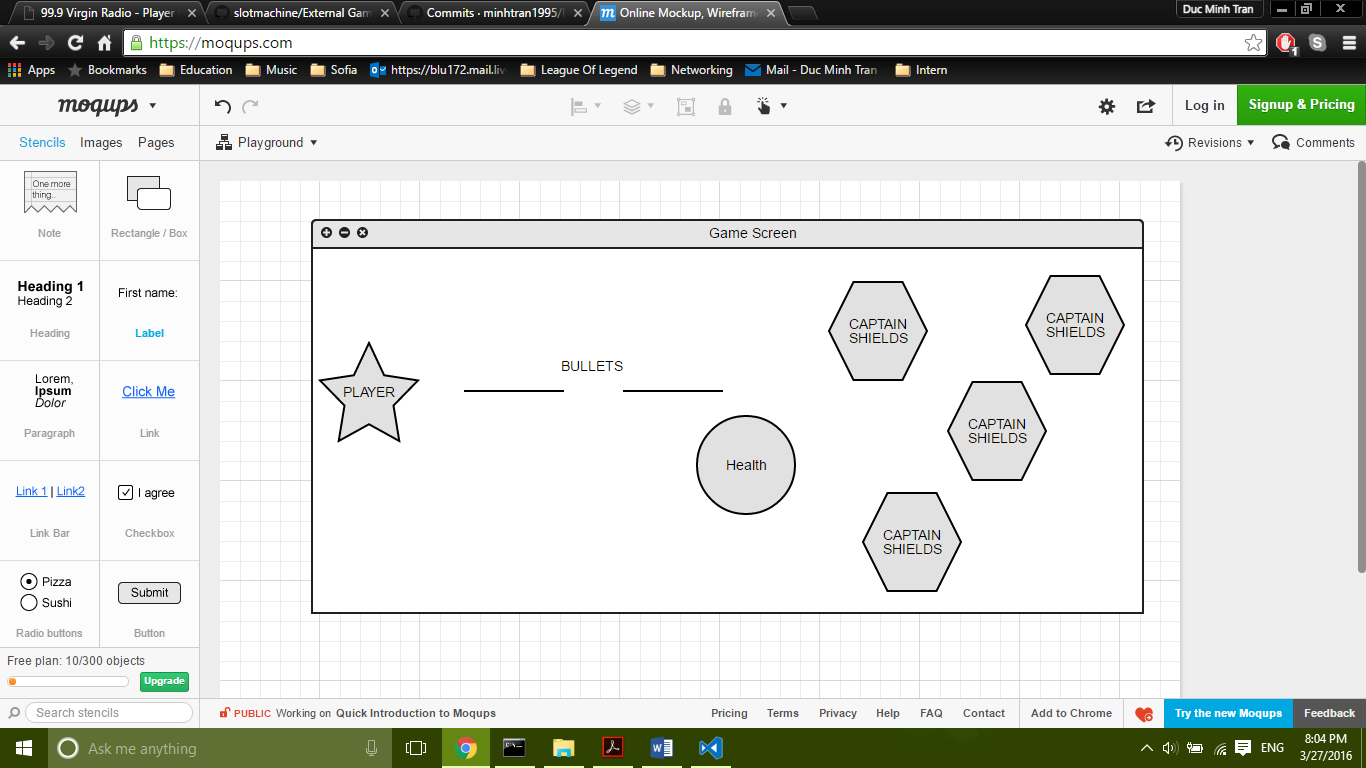 99.9 Virgin Radio - Player
slotmachine/External Gam
Commits · minhtran1995/
Online Mockup, Wirefram
Duc Minh Tran
https://moqups.com
1
Apps
Bookmarks
Education
Music
Sofia
https://blu172.mail.liv
League Of Legend
Networking
Mail - Duc Minh Tran
Intern
moqups
Log in
Signup & Pricing
Stencils
Images
Pages
Playground
Revisions
Comments
One more
thing..
Note
Rectangle / Box
Heading 1
Heading 2
Heading
First name:
Label
Lorem,
Ipsum
Dolor
Paragraph
Click Me
Link
Link 1 | Link2
Link Bar
I agree
Checkbox
Pizza
Sushi
Radio buttons
Submit
Button
Free plan: 10/300 objects
Upgrade
Search stencils
Game Screen
PLAYER
BULLETS
Health
CAPTAIN
SHIELDS
CAPTAIN
SHIELDS
CAPTAIN
SHIELDS
CAPTAIN
SHIELDS
PUBLIC Working on Quick Introduction to Moqups
Pricing
Terms
Privacy
Help
FAQ
Contact
Add to Chrome
Try the new Moqups
Feedback
Ask me anything
ENG
8:04 PM
3/27/2016